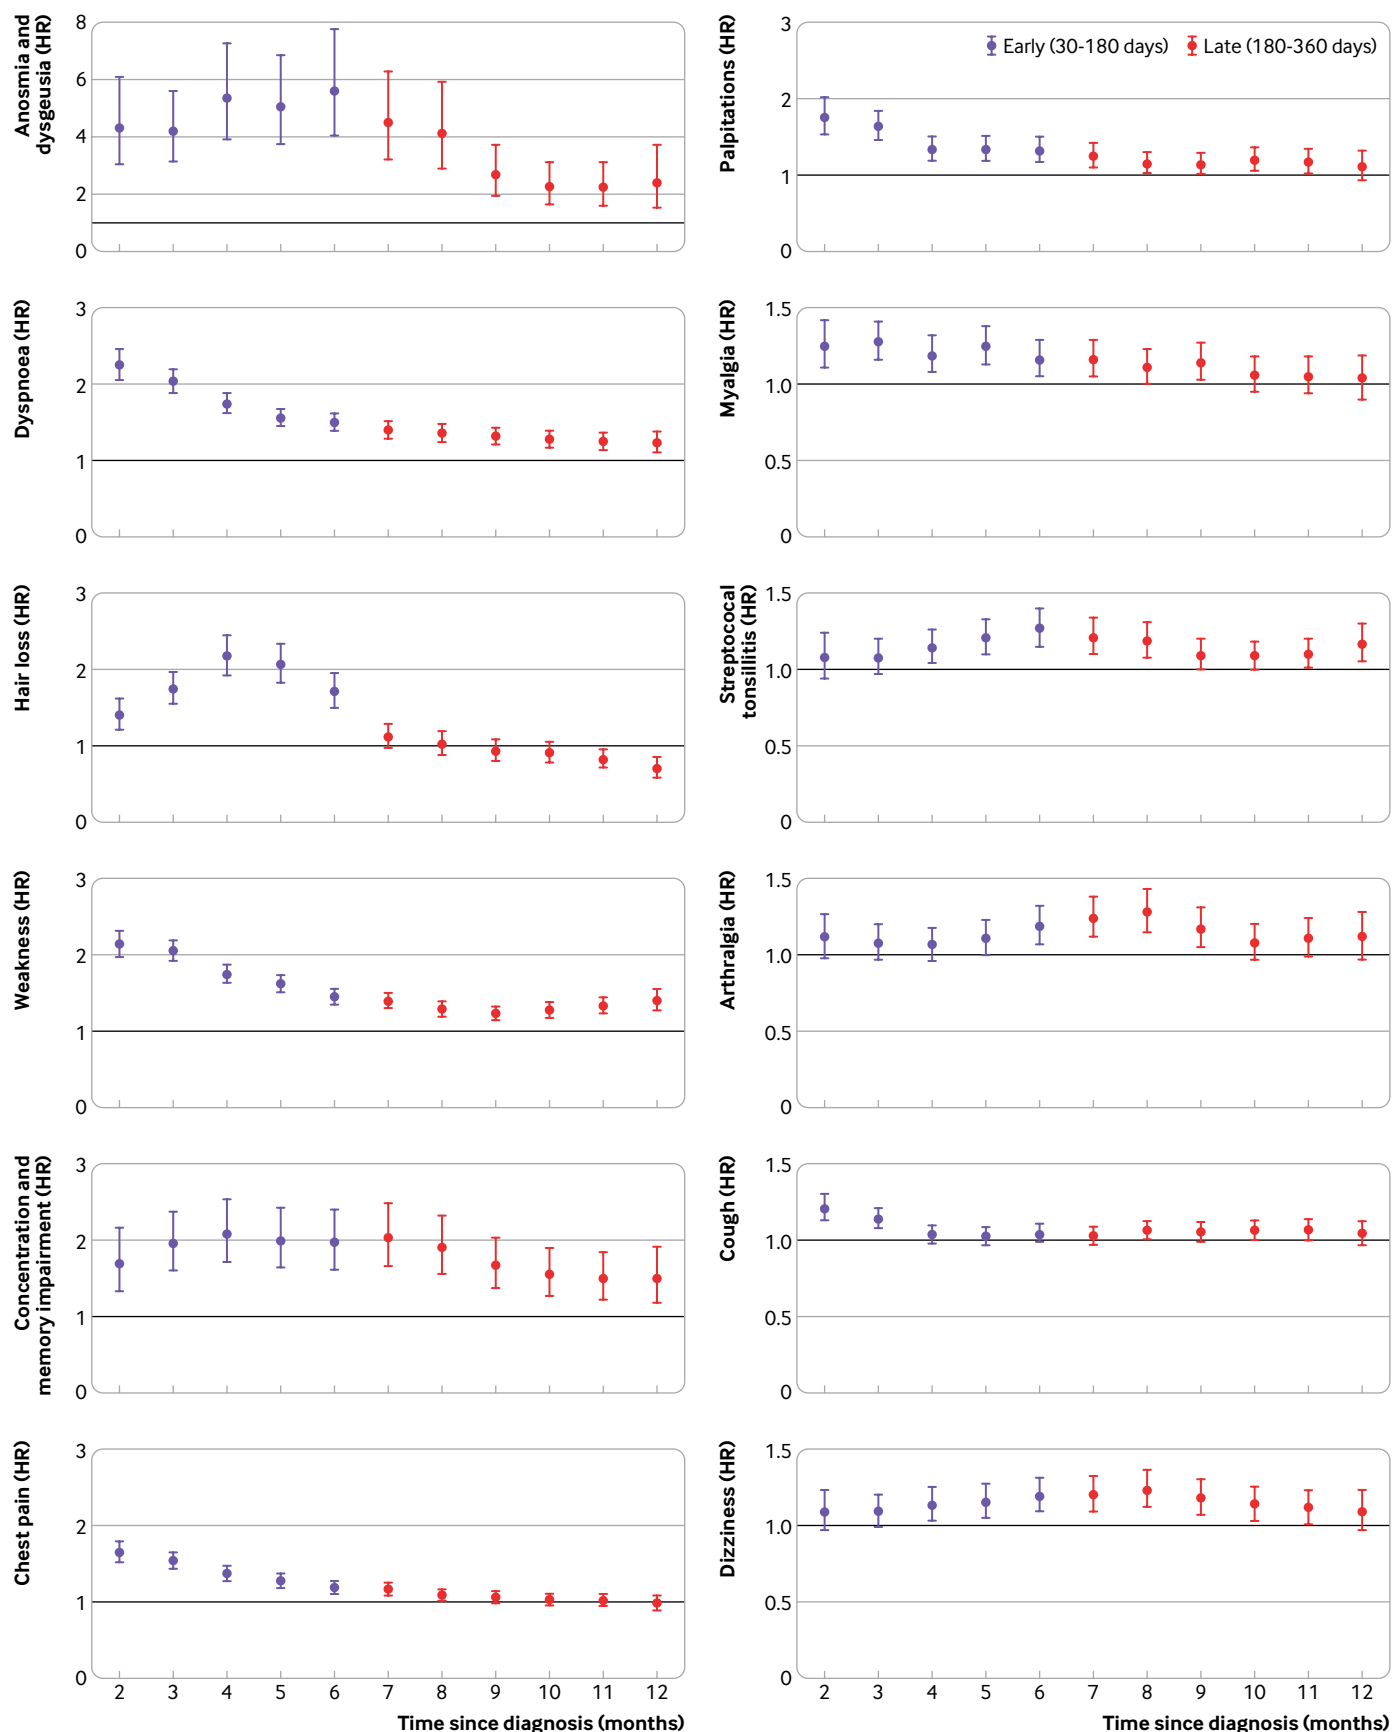 Anosmia and
dysgeusia (HR)
8
6
4
2
0
Palpitations (HR)
3
2
1
0
Early (30-180 days)
Late (180-360 days)
Dyspnoea (HR)
3
2
1
0
Myalgia (HR)
1.5
1.0
0.5
0
Hair loss (HR)
3
2
1
0
Streptococcal
tonsillitis (HR)
1.5
1.0
0.5
0
Weakness (HR)
3
2
1
0
Arthralgia (HR)
1.5
1.0
0.5
0
Concentration and
memory impairment (HR)
3
2
1
0
Cough (HR)
1.5
1.0
0.5
0
Chest pain (HR)
3
2
1
0
2 3 4 5 6 7 8 9 10 11 12
Time since diagnosis (months)
Dizziness (HR)
1.5
1.0
0.5
0
2 3 4 5 6 7 8 9 10 11 12
Time since diagnosis (months)